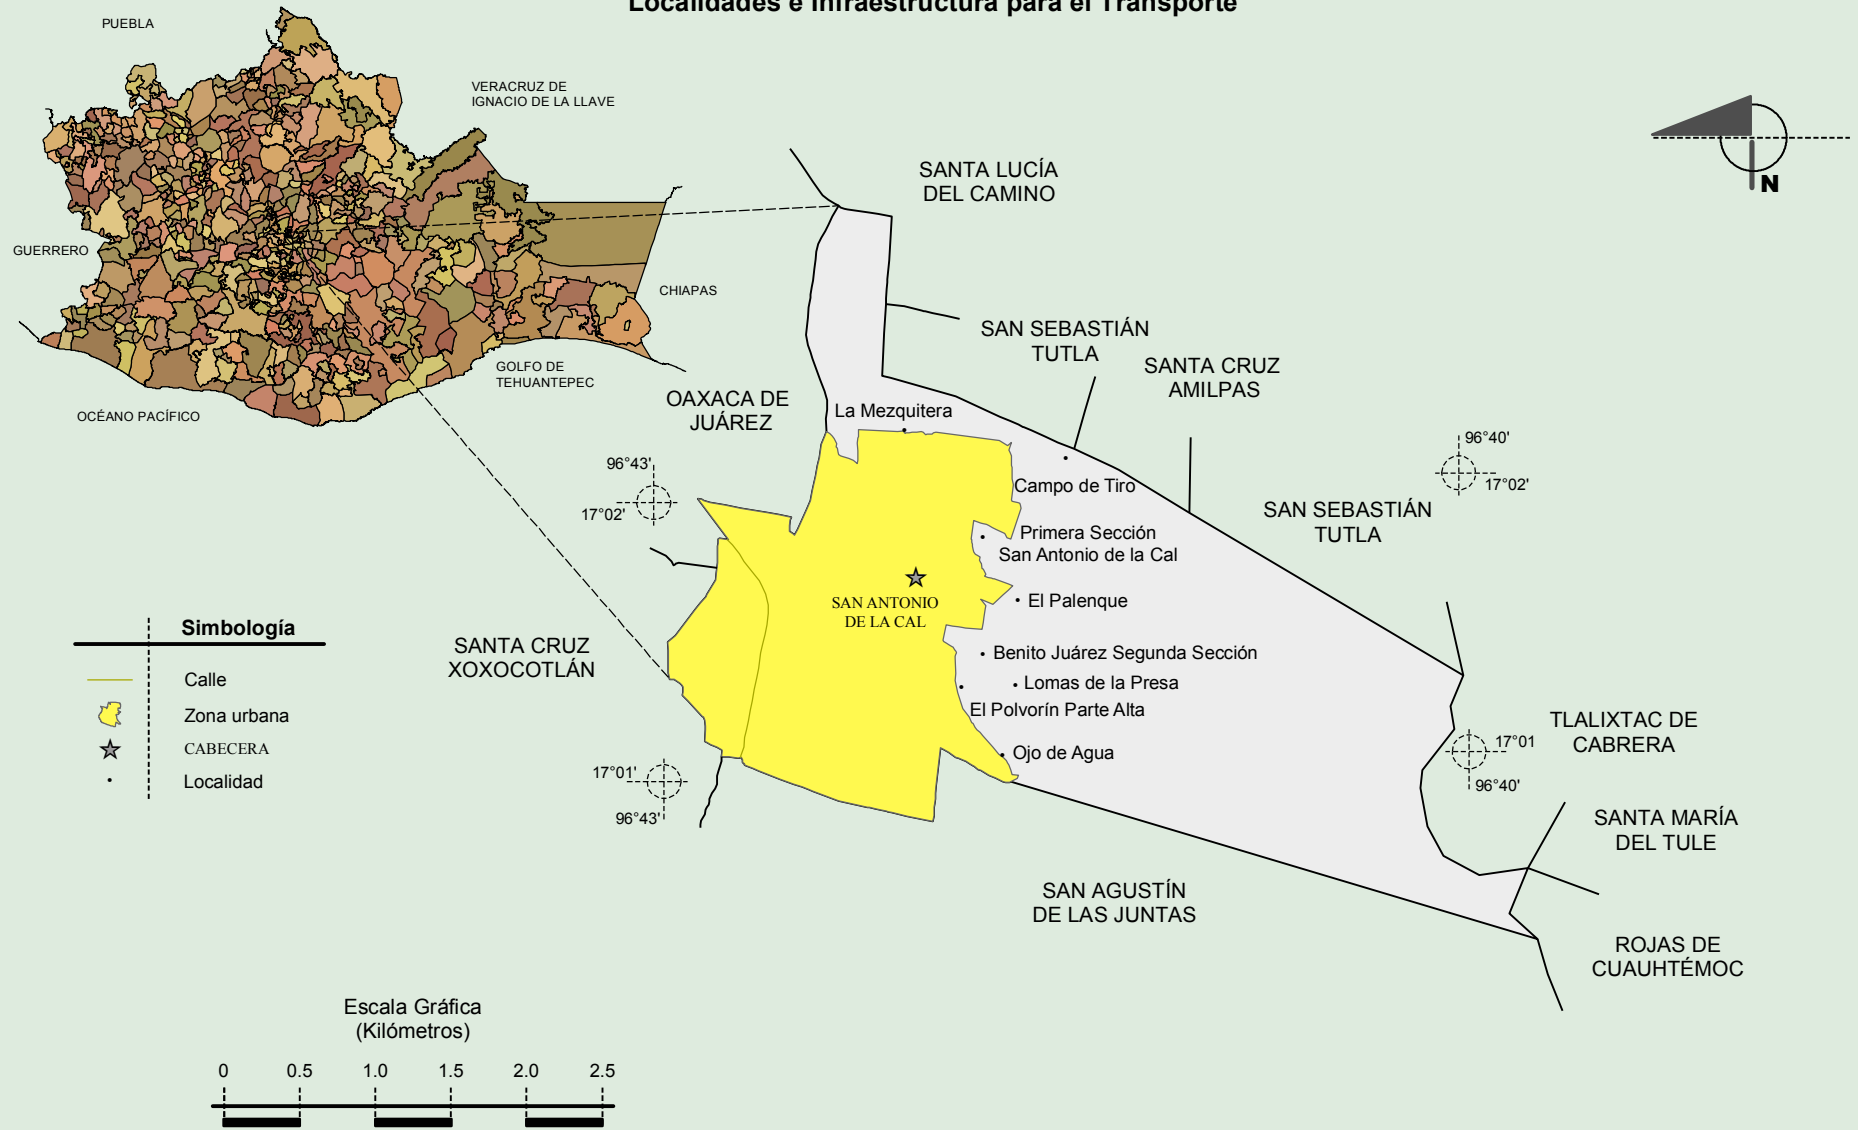 Localidades e Infraestructura para el Transporte
PUEBLA
VERACRUZ DE
IGNACIO DE LA LLAVE
GUERRERO
CHIAPAS
GOLFO DE
TEHUANTEPEC
OCÉANO PACÍFICO
N
SANTA LUCÍA
DEL CAMINO
SAN SEBASTIÁN
TUTLA
SANTA CRUZ
AMILPAS
OAXACA DE
JUÁREZ
La Mezquitera
96°43'
17°02'
96°40'
17°02'
Campo de Tiro
SAN SEBASTIÁN
TUTLA
Primera Sección
San Antonio de la Cal
SAN ANTONIO
DE LA CAL
El Palenque
Benito Juárez Segunda Sección
Lomas de la Presa
El Polvorín Parte Alta
Ojo de Agua
SANTA CRUZ
XOXOCOTLÁN
Simbología
Calle
Zona urbana
CABECERA
Localidad
17°01'
96°43'
TLALIXTAC DE
CABRERA
17°01
96°40'
SANTA MARÍA
DEL TULE
SAN AGUSTÍN
DE LAS JUNTAS
ROJAS DE
CUAUHTÉMOC
Escala Gráfica
(Kilómetros)
0 0.5 1.0 1.5 2.0 2.5